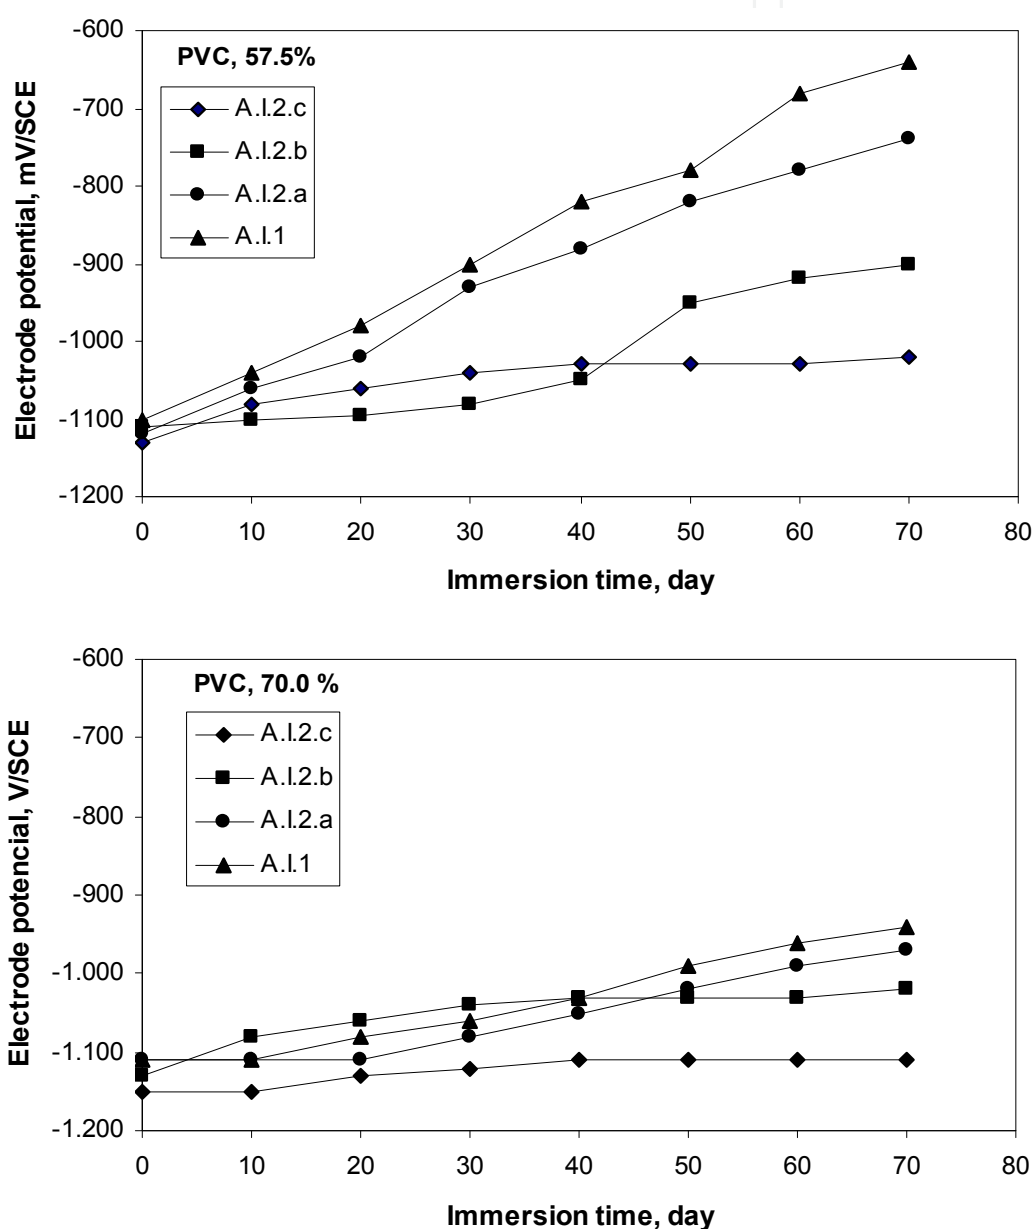 PVC, 57.5%
A.I.2.c
A.I.2.b
A.I.2.a
A.I.1
Electrode potential, mV/SCE
-600
-700
-800
-900
-1000
-1100
-1200
0 10 20 30 40 50 60 70 80
Immersion time, day
PVC, 70.0 %
A.I.2.c
A.I.2.b
A.I.2.a
A.I.1
Electrode potencial, V/SCE
-600
-700
-800
-900
-1.000
-1.100
-1.200
0 10 20 30 40 50 60 70 80
Immersion time, day